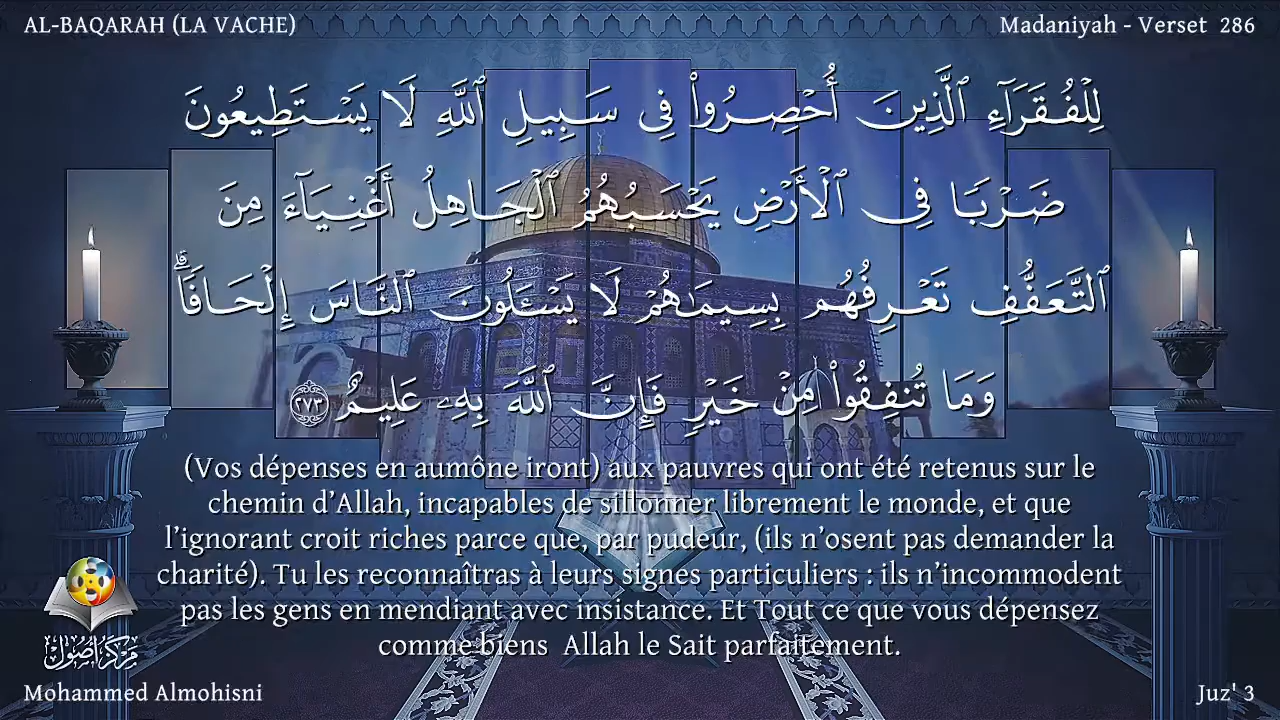 AL-BAQARAH (LA VACHE)
Madaniyah - Verset 286
لِلْفُقَرَآءِ ٱلَّذِينَ أُحْصِرُوا۟ فِى سَبِيلِ ٱللَّهِ لَا يَسْتَطِيعُونَ
ضَرْبًا فِى ٱلْأَرْضِ يَحْسَبُهُمُ ٱلْجَاهِلُ أَغْنِيَآءَ مِنَ
ٱلتَّعَفُّفِ تَعْرِفُهُم بِسِيمَٰهُمْ لَا يَسْـَٔلُونَ ٱلنَّاسَ إِلْحَافًا ۗ
وَمَا تُنفِقُوا۟ مِنْ خَيْرٍ فَإِنَّ ٱللَّهَ بِهِۦ عَلِيمٌ ٢٧٣
(Vos dépenses en aumône iront) aux pauvres qui ont été retenus sur le
chemin d’Allah, incapables de sillonner librement le monde, et que
l’ignorant croit riches parce que, par pudeur, (ils n’osent pas demander la
charité). Tu les reconnaîtras à leurs signes particuliers : ils n’incommodent
pas les gens en mendiant avec insistance. Et Tout ce que vous dépensez
comme biens  Allah le Sait parfaitement.
مركز أصول
Mohammed Almohisni
Juz' 3